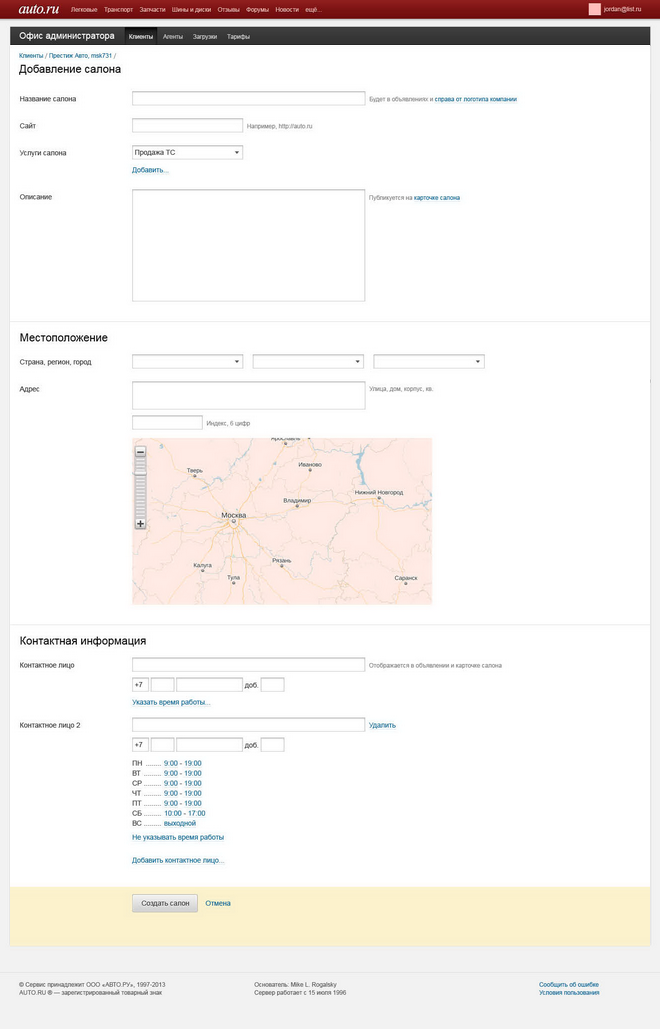 auto.ru Легковые Транспорт Запчасти Шины и диски Отзывы Форумы Новости ещё... jordan@list.ru
Офис администратора Клиенты Агенты Загрузки Тарифы
Клиенты / Престиж Авто, msk731 /
Добавление салона
Название салона Будет в объявлениях и справа от логотипа компании
Сайт Например, http://auto.ru
Услуги салона Продажа ТС
Добавить...
Описание Публикуется на карточке салона
Местоположение
Страна, регион, город
Адрес Улица, дом, корпус, кв.
Индекс, 6 цифр
Ярославль
Иваново
Тверь
Нижний Новгород
Владимир
Москва
Рязань
Калуга
Тула
Саранск
Контактная информация
Контактное лицо Отображается в объявлении и карточке салона
+7 доб.
Указать время работы...
Контактное лицо 2 Удалить
+7 доб.
ПН ........ 9:00 - 19:00
ВТ ......... 9:00 - 19:00
СР ......... 9:00 - 19:00
ЧТ ......... 9:00 - 19:00
ПТ ......... 9:00 - 19:00
СБ ......... 10:00 - 17:00
ВС ......... выходной
Не указывать время работы
Добавить контактное лицо...
Создать салон Отмена
© Сервис принадлежит ООО «АВТО.РУ», 1997-2013 Основатель: Mike L. Rogalsky Сообщить об ошибке
AUTO.RU ® — зарегистрированный товарный знак Сервер работает с 15 июля 1996 Условия пользования